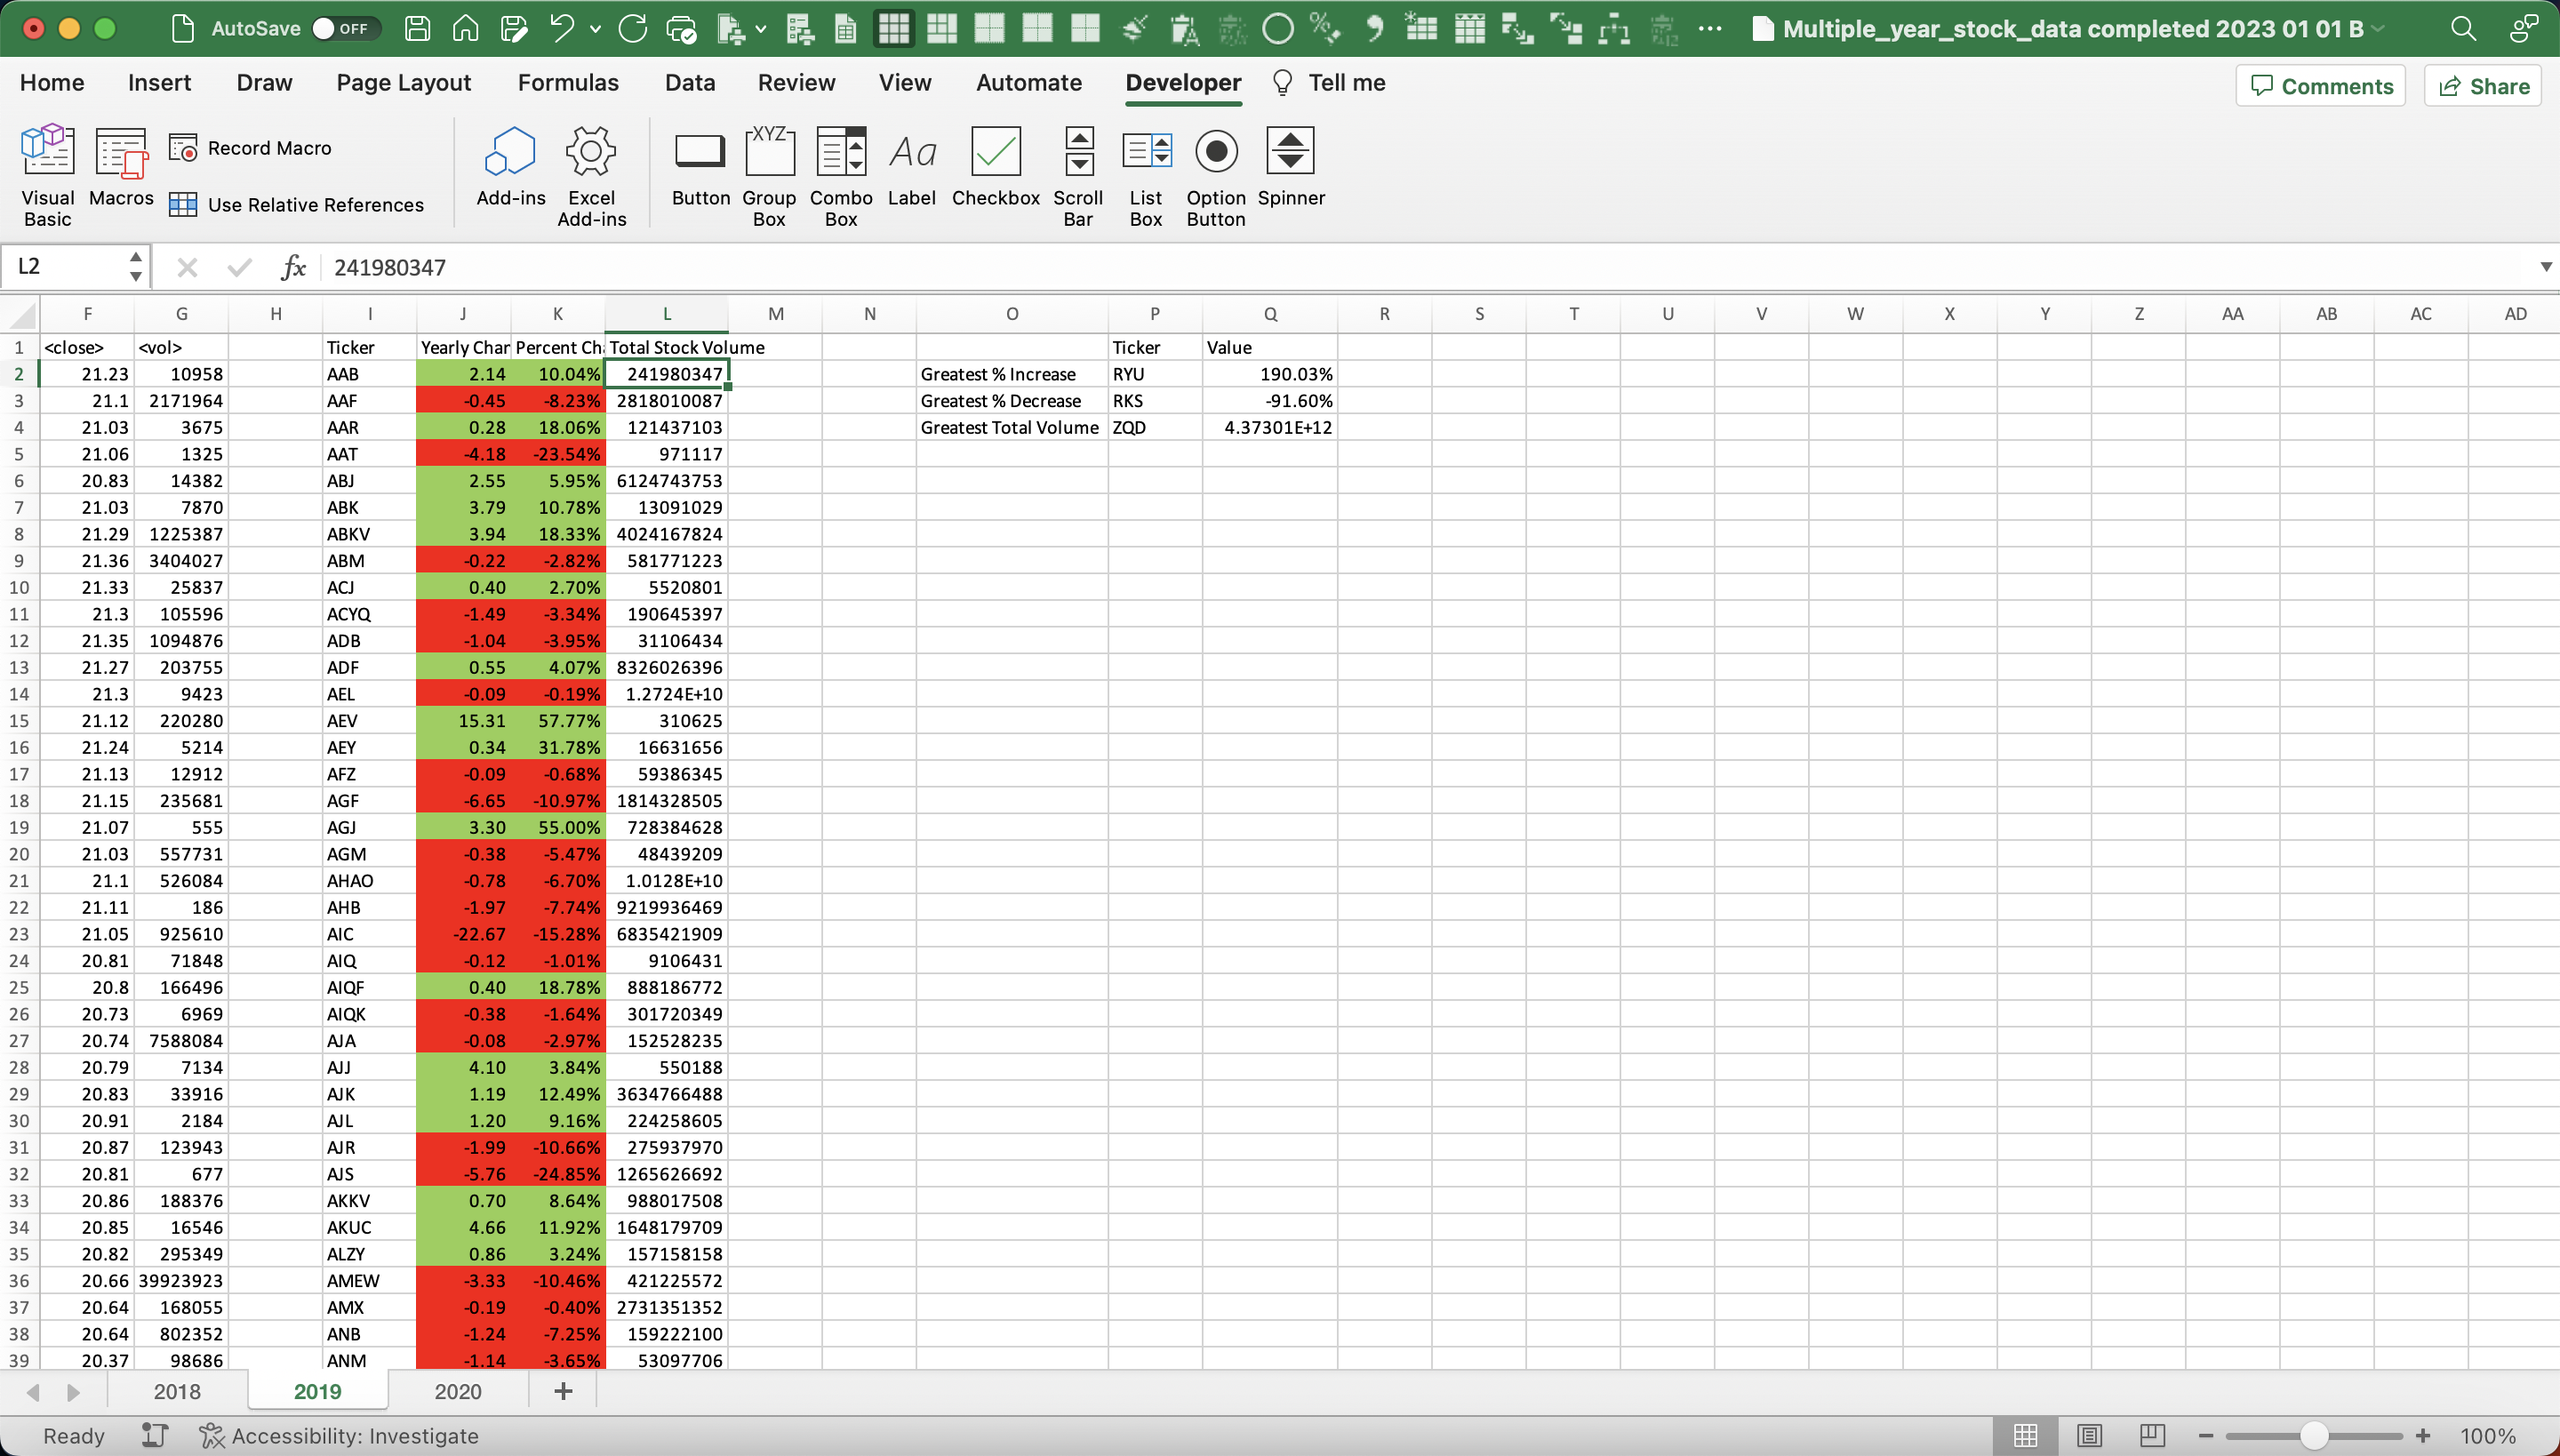 AutoSave OFF Multiple_year_stock_data completed 2023 01 01 B
Home Insert Draw Page Layout Formulas Data Review View Automate Developer Tell me Comments Share
Visual Basic Macros Record Macro Use Relative References Add-ins Excel Add-ins Button Group Box Combo Box Label Checkbox Scroll Bar List Box Option Button Spinner
L2 fx 241980347
F G H I J K L M N O P Q R S T U V W X Y Z AA AB AC AD
1 <close> <vol> Ticker Yearly Char Percent Ch Total Stock Volume Ticker Value
2 21.23 10958 AAB 2.14 10.04% 241980347 Greatest % Increase RYU 190.03%
3 21.1 2171964 AAF -0.45 -8.23% 2818010087 Greatest % Decrease RKS -91.60%
4 21.03 3675 AAR 0.28 18.06% 121437103 Greatest Total Volume ZQD 4.37301E+12
5 21.06 1325 AAT -4.18 -23.54% 971117
6 20.83 14382 ABJ 2.55 5.95% 6124743753
7 21.03 7870 ABK 3.79 10.78% 13091029
8 21.29 1225387 ABKV 3.94 18.33% 4024167824
9 21.36 3404027 ABM -0.22 -2.82% 581771223
10 21.33 25837 ACJ 0.40 2.70% 5520801
11 21.3 105596 ACYQ -1.49 -3.34% 190645397
12 21.35 1094876 ADB -1.04 -3.95% 31106434
13 21.27 203755 ADF 0.55 4.07% 8326026396
14 21.3 9423 AEL -0.09 -0.19% 1.2724E+10
15 21.12 220280 AEV 15.31 57.77% 310625
16 21.24 5214 AEY 0.34 31.78% 16631656
17 21.13 12912 AFZ -0.09 -0.68% 59386345
18 21.15 235681 AGF -6.65 -10.97% 1814328505
19 21.07 555 AGJ 3.30 55.00% 728384628
20 21.03 557731 AGM -0.38 -5.47% 48439209
21 21.1 526084 AHAO -0.78 -6.70% 1.0128E+10
22 21.11 186 AHB -1.97 -7.74% 9219936469
23 21.05 925610 AIC -22.67 -15.28% 6835421909
24 20.81 71848 AIQ -0.12 -1.01% 9106431
25 20.8 166496 AIQF 0.40 18.78% 888186772
26 20.73 6969 AIQK -0.38 -1.64% 301720349
27 20.74 7588084 AJA -0.08 -2.97% 152528235
28 20.79 7134 AJJ 4.10 3.84% 550188
29 20.83 33916 AJK 1.19 12.49% 3634766488
30 20.91 2184 AJL 1.20 9.16% 224258605
31 20.87 123943 AJR -1.99 -10.66% 275937970
32 20.81 677 AJS -5.76 -24.85% 1265626692
33 20.86 188376 AKKV 0.70 8.64% 988017508
34 20.85 16546 AKUC 4.66 11.92% 1648179709
35 20.82 295349 ALZY 0.86 3.24% 157158158
36 20.66 39923923 AMEW -3.33 -10.46% 421225572
37 20.64 168055 AMX -0.19 -0.40% 2731351352
38 20.64 802352 ANB -1.24 -7.25% 159222100
39 20.37 98686 ANM -1.14 -3.65% 53097706
2018 2019 2020 +
Ready Accessibility: Investigate 100%